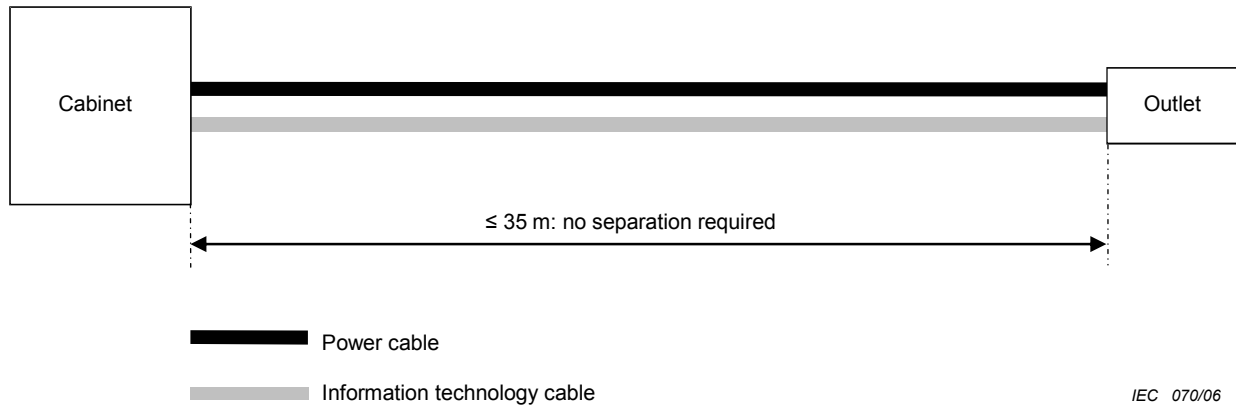 Cabinet
Outlet
≤ 35 m: no separation required
Power cable
Information technology cable
IEC 070/06